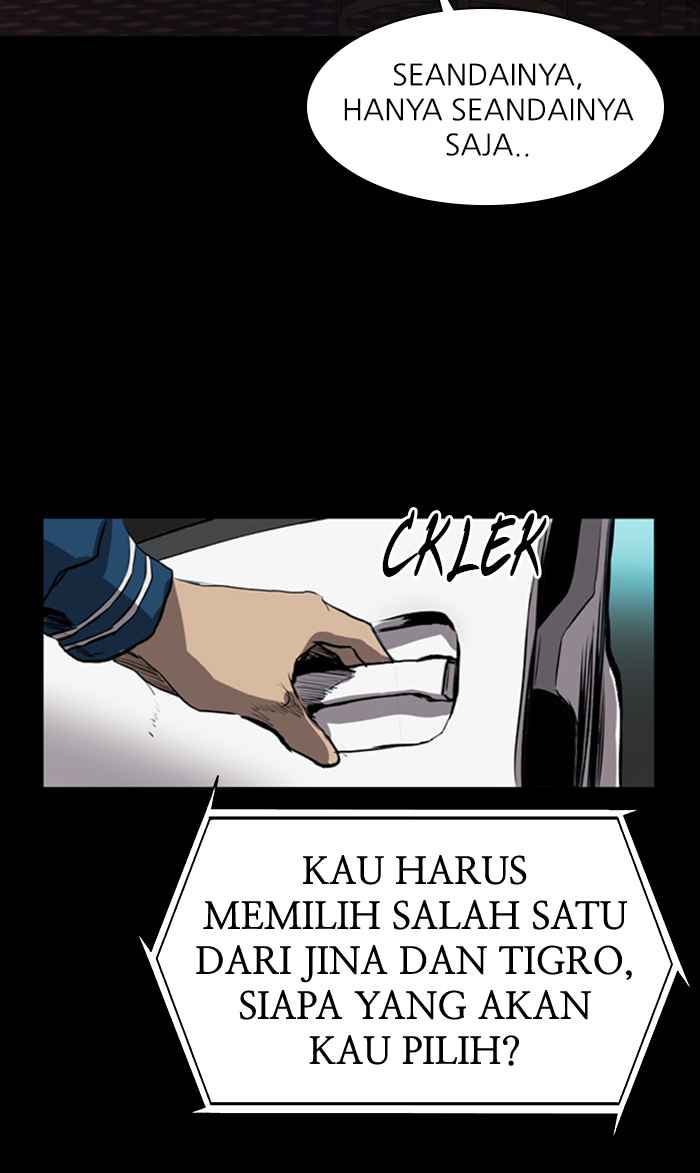 SEANDAINYA,
HANYA SEANDAINYA
SAJA..
CKLEK
KAU HARUS
MEMILIH SALAH SATU
DARI JINA DAN TIGRO,
SIAPA YANG AKAN
KAU PILIH?